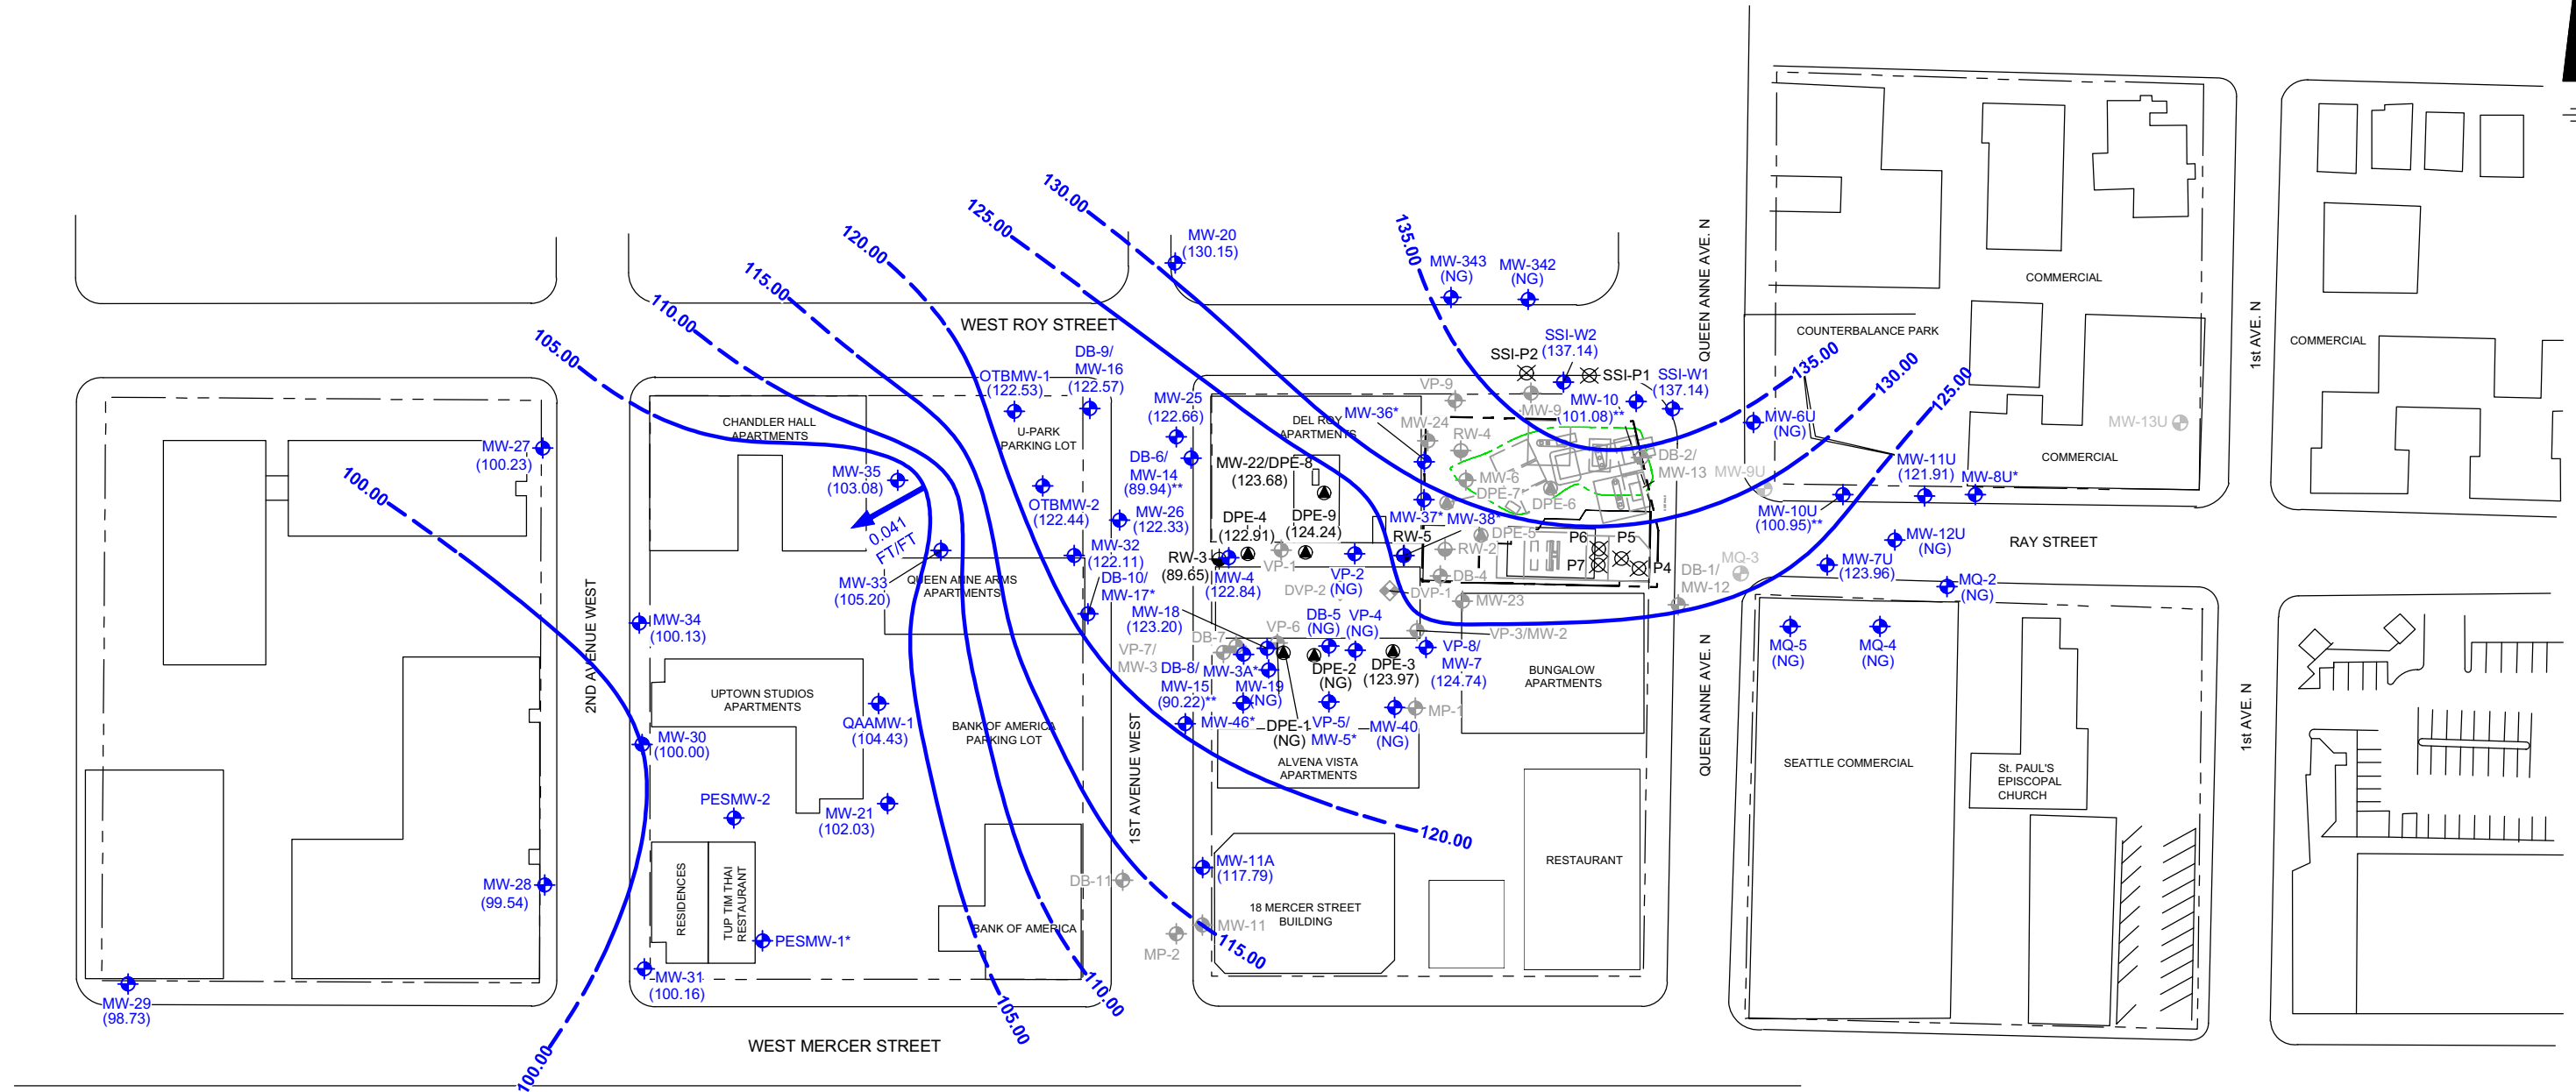 130.00
125.00
120.00
115.00
110.00
105.00
100.00
135.00
MW-20
(130.15)
MW-343
(NG)
MW-342
(NG)
WEST ROY STREET
QUEEN ANNE AVE. N
COMMERCIAL
COUNTERBALANCE PARK
1st AVE. N
COMMERCIAL
SSI-W2
(137.14)
SSI-P2
SSI-P1
SSI-W1
(137.14)
DB-9/
MW-16
(122.57)
OTBMW-1
(122.53)
MW-25
(122.66)
VP-9
MW-9
MW-10
(101.08)**
135.00
130.00
125.00
MW-6U
(NG)
MW-13U
CHANDLER HALL
APARTMENTS
U-PARK
PARKING LOT
DEL ROY
APARTMENTS
MW-36*
MW-24
RW-4
MW-27
(100.23)
MW-35
(103.08)
DB-6/
MW-14
(89.94)**
MW-22/DPE-8
(123.68)
MW-6
DPE-7
DPE-6
DB-2/
MW-13
MW-9U
MW-11U
(121.91)
MW-8U*
COMMERCIAL
OTBMW-2
(122.44)
MW-26
(122.33)
DPE-4
(122.91)
DPE-9
(124.24)
MW-37*
MW-38*
MW-10U
(100.95)**
0.041
FT/FT
RW-5
DPE-5
P6
P5
P7
P4
MW-12U
(NG)
RAY STREET
MW-32
(122.11)
RW-3
(89.65)
VP-1
VP-2
(NG)
RW-2
DB-4
MQ-3
MW-7U
(123.96)
MW-33
(105.20)
QUEEN ANNE ARMS
APARTMENTS
DB-10/
MW-17*
MW-4
(122.84)
DVP-2
DVP-1
MW-23
DB-1/
MW-12
MQ-2
(NG)
2ND AVENUE WEST
MW-34
(100.13)
MW-18
(123.20)
VP-6
DB-5
(NG)
VP-4
(NG)
VP-3/MW-2
MQ-5
(NG)
MQ-4
(NG)
DB-7
VP-7/
MW-3
MW-3A*
DB-8/
MW-15
(90.22)**
MW-19
(NG)
DPE-2
(NG)
DPE-3
(123.97)
VP-8/
MW-7
(124.74)
BUNGALOW
APARTMENTS
QUEEN ANNE AVE. N
1st AVE. N
UPTOWN STUDIOS
APARTMENTS
QAAMW-1
(104.43)
BANK OF AMERICA
PARKING LOT
1ST AVENUE WEST
MW-46*
DPE-1
(NG)
VP-5/
MW-5*
MW-40
(NG)
MP-1
MW-30
(100.00)
ALVENA VISTA
APARTMENTS
SEATTLE COMMERCIAL
St. PAUL'S
EPISCOPAL
CHURCH
PESMW-2
MW-21
(102.03)
120.00
MW-28
(99.54)
RESIDENCES
TUP TIM THAI
RESTAURANT
DB-11
MW-11A
(117.79)
RESTAURANT
18 MERCER STREET
BUILDING
PESMW-1*
BANK OF AMERICA
MW-11
MP-2
115.00
MW-29
(98.73)
MW-31
(100.16)
110.00
105.00
100.00
WEST MERCER STREET